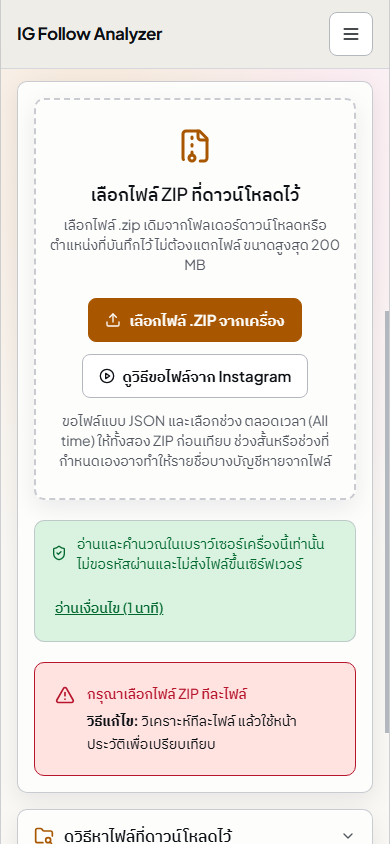 IG Follow Analyzer
เลือกไฟล์ ZIP ที่ดาวน์โหลดไว้
เลือกไฟล์ .zip เดิมจากโฟลเดอร์ดาวน์โหลดหรือ
ตำแหน่งที่บันทึกไว้ ไม่ต้องแตกไฟล์ ขนาดสูงสุด 200
MB
เลือกไฟล์ .ZIP จากเครื่อง
ดูวิธีขอไฟล์จาก Instagram
ขอไฟล์แบบ JSON และเลือกช่วง ตลอดเวลา (All
time) ให้ทั้งสอง ZIP ก่อนเทียบ ช่วงสั้นหรือช่วงที่
กำหนดเองอาจทำให้รายชื่อบางบัญชีหายจากไฟล์
อ่านและคำนวณในเบราว์เซอร์เครื่องนี้เท่านั้น
ไม่ขอรหัสผ่านและไม่ส่งไฟล์ขึ้นเซิร์ฟเวอร์
อ่านเงื่อนไข (1 นาที)
กรุณาเลือกไฟล์ ZIP ทีละไฟล์
วิธีแก้ไข: วิเคราะห์ทีละไฟล์ แล้วใช้หน้า
ประวัติเพื่อเปรียบเทียบ
ดูวิธีหาไฟล์ที่ดาวน์โหลดไว้